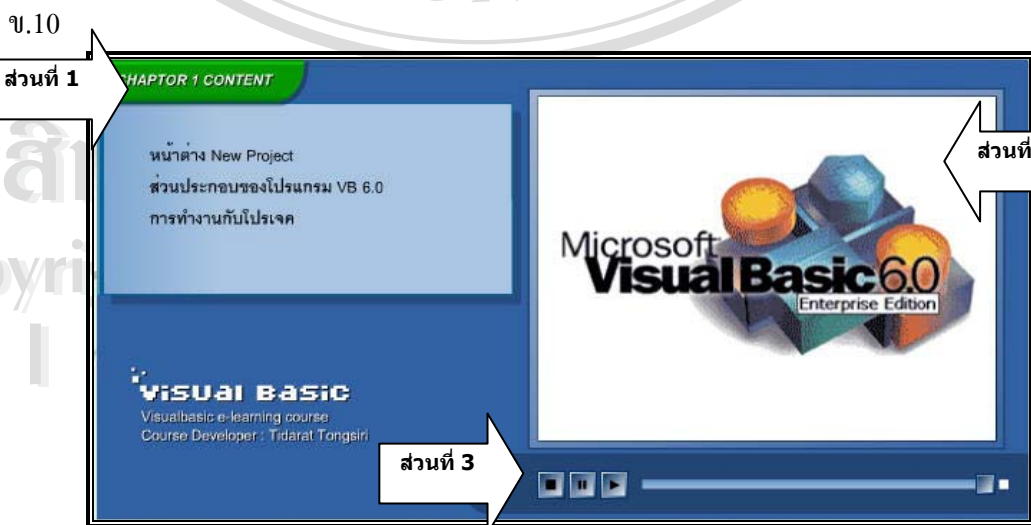 ข.10
ส่วนที่ 1
CHAPTOR 1 CONTENT
หน้าต่าง New Project
ส่วนประกอบของโปรแกรม VB 6.0
การทำงานกับโปรเจค
ส่วนที่
Microsoft
Visual Basic 6.0
Enterprise Edition
VISUAL BASIC
Visualbasic e-learning course
Course Developer : Tidarat Tongsiri
ส่วนที่ 3